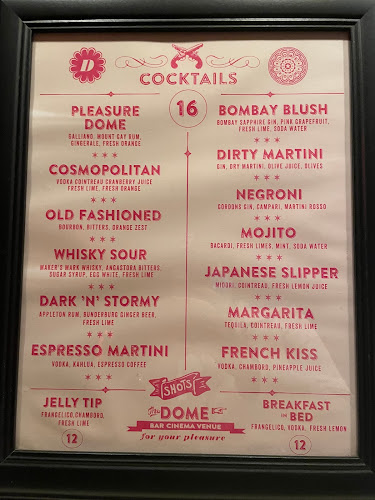 D
COCKTAILS
16
PLEASURE
DOME
GALLIANO, MOUNT GAY RUM,
GINGERALE, FRESH ORANGE
COSMOPOLITAN
VODKA COINTREAU CRANBERRY JUICE
FRESH LIME, FRESH ORANGE
OLD FASHIONED
BOURBON, BITTERS, ORANGE ZEST
WHISKY SOUR
MAKER'S MARK WHISKY, ANGASTORA BITTERS,
SUGAR SYRUP, EGG WHITE, FRESH LIME
DARK 'N' STORMY
APPLETON RUM, BUNDERBURG GINGER BEER,
FRESH LIME
ESPRESSO MARTINI
VODKA, KAHLUA, ESPRESSO COFFEE
BOMBAY BLUSH
BOMBAY SAPPHIRE GIN, PINK GRAPEFRUIT,
FRESH LIME, SODA WATER
DIRTY MARTINI
GIN, DRY MARTINI, OLIVE JUICE, OLIVES
NEGRONI
GORDONS GIN, CAMPARI, MARTINI ROSSO
MOJITO
BACARDI, FRESH LIMES, MINT, SODA WATER
JAPANESE SLIPPER
MIDORI, COINTREAU, FRESH LEMON JUICE
MARGARITA
TEQUILA, COINTREAU, FRESH LIME
FRENCH KISS
VODKA, CHAMBORD, PINEAPPLE JUICE
SHOTS
JELLY TIP
FRANGELICO, CHAMBORD,
FRESH LIME
12
The DOME
BAR CINEMA VENUE
for your pleasure
BREAKFAST
IN BED
FRANGELICO, VODKA, FRESH LEMON
12